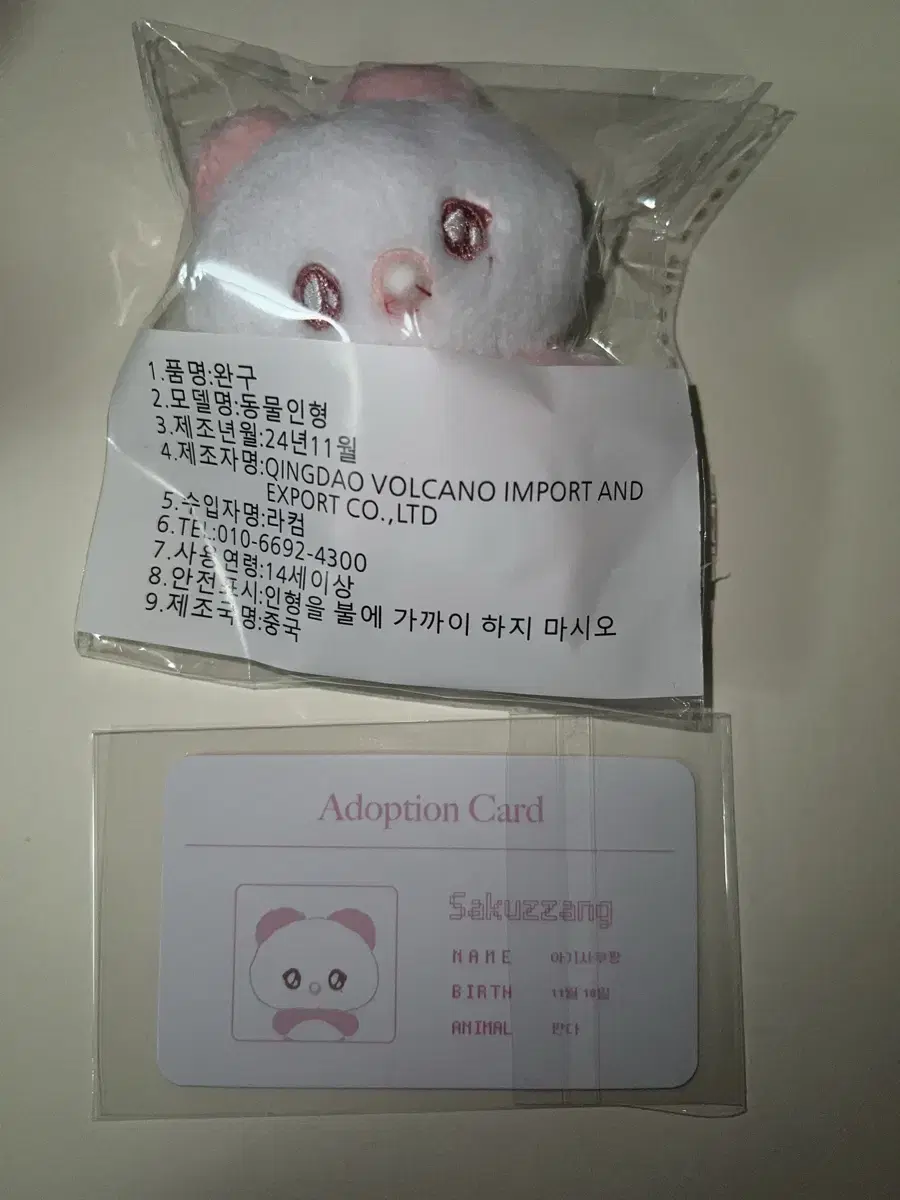 1.품명:완구
2.모델명:동물인형
3.제조년월:24년11월
4.제조자명:QINGDAO VOLCANO IMPORT AND
EXPORT CO.,LTD
5.수입자명:라컴
6.TEL:010-6692-4300
7.사용연령:14세이상
8.안전표시:인형을 불에 가까이 하지 마시오
9.제조국명:중국
Adoption Card
Sakuzzang
NAME 아기사쿠짱
BIRTH 11월 10일
ANIMAL 판다